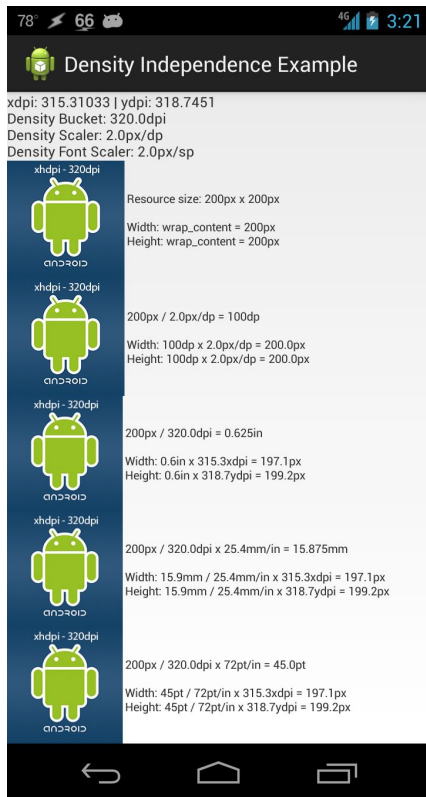 78° 66 4G 3:21
Density Independence Example
xdpi: 315.31033 | ydpi: 318.7451
Density Bucket: 320.0dpi
Density Scaler: 2.0px/dp
Density Font Scaler: 2.0px/sp
xhdpi - 320dpi
Resource size: 200px x 200px
Width: wrap_content = 200px
Height: wrap_content = 200px
ANDROID
xhdpi - 320dpi
200px / 2.0px/dp = 100dp
Width: 100dp x 2.0px/dp = 200.0px
Height: 100dp x 2.0px/dp = 200.0px
ANDROID
xhdpi - 320dpi
200px / 320.0dpi = 0.625in
Width: 0.6in x 315.3xdpi = 197.1px
Height: 0.6in x 318.7ydpi = 199.2px
ANDROID
xhdpi - 320dpi
200px / 320.0dpi x 25.4mm/in = 15.875mm
Width: 15.9mm / 25.4mm/in x 315.3xdpi = 197.1px
Height: 15.9mm / 25.4mm/in x 318.7ydpi = 199.2px
ANDROID
xhdpi - 320dpi
200px / 320.0dpi x 72pt/in = 45.0pt
Width: 45pt / 72pt/in x 315.3xdpi = 197.1px
Height: 45pt / 72pt/in x 318.7ydpi = 199.2px
ANDROID